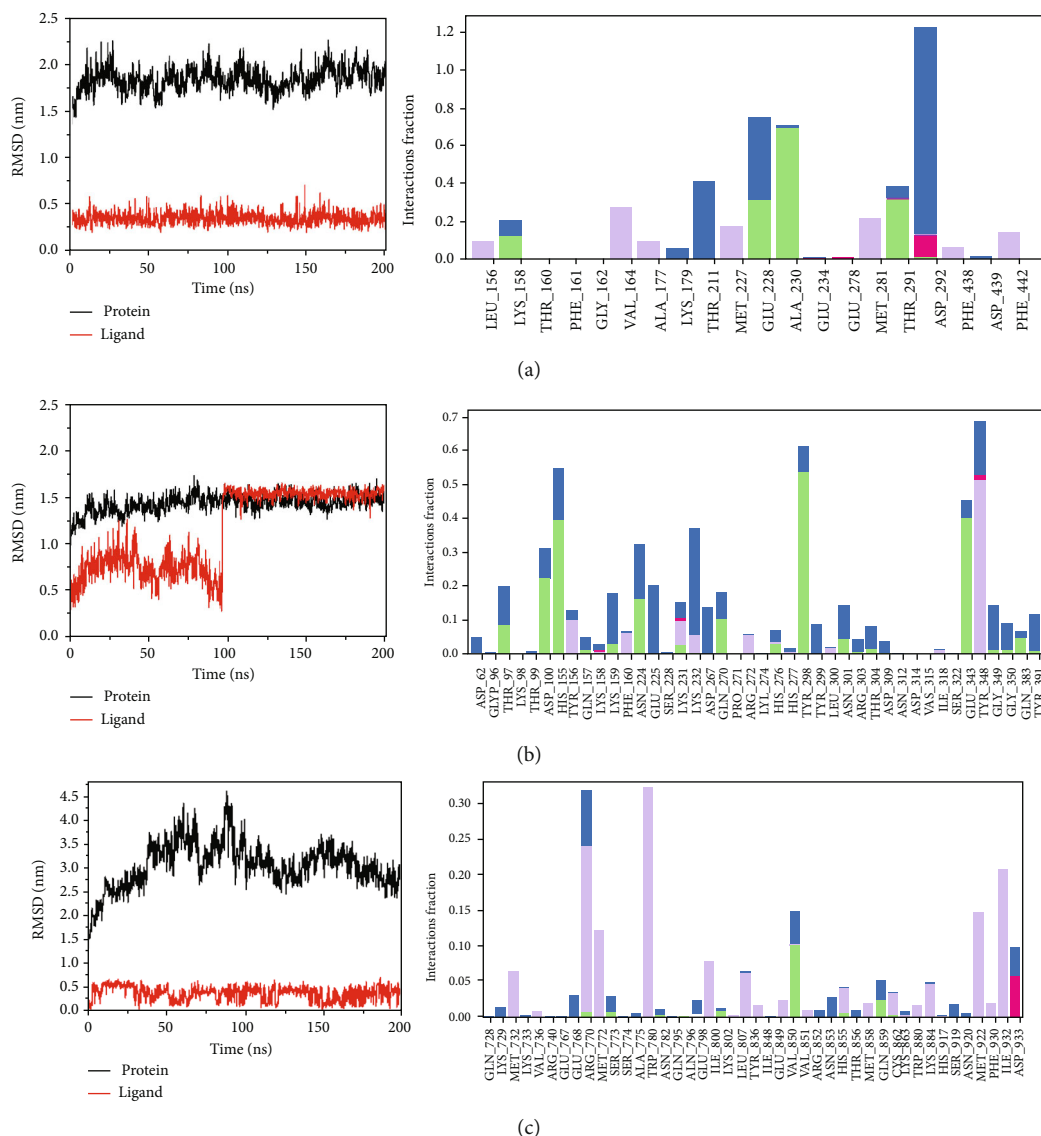 2.5
2.0
1.5
1.0
0.5
0.0
RMSD (nm)
0
50
100
150
200
Time (ns)
Protein
Ligand
1.2
1.0
0.8
0.6
0.4
0.2
0.0
Interactions fraction
LEU_156
LYS_158
THR_160
PHE_161
GLY_162
VAL_164
ALA_177
LYS_179
THR_211
MET_227
GLU_228
ALA_230
GLU_234
GLU_278
MET_281
THR_291
ASP_292
PHE_438
ASP_439
PHE_442
(a)
2.5
2.0
1.5
1.0
0.5
0.0
RMSD (nm)
0
50
100
150
200
Time (ns)
Protein
Ligand
0.7
0.6
0.5
0.4
0.3
0.2
0.1
0.0
Interactions fraction
ASP_62
GLYP_96
THR_97
LYS_98
THR_99
ASP_100
HIS_155
TYR_156
GLN_157
LYS_158
LYS_159
PHE_160
ASN_224
GLU_225
SER_228
LYS_231
LYS_232
ASP_267
GLN_270
PRO_271
ARG_272
LYL_274
HIS_276
HIS_277
TYR_298
TYR_299
LEU_300
ASN_301
ARG_303
THR_304
ASP_309
ASN_312
ASP_314
VAS_315
ILE_318
SER_322
GLU_343
TYR_348
GLY_349
GLY_350
GLN_383
TYR_391
(b)
4.5
3.5
3.0
2.5
1.5
0.5
0.0
RMSD (nm)
0
50
100
150
200
Time (ns)
Protein
Ligand
0.30
0.25
0.20
0.15
0.10
0.05
0.00
Interactions fraction
GLN_728
LYS_729
MET_732
LYS_733
VAL_736
ARG_740
GLU_767
GLU_768
ARG_770
MET_772
SER_773
SER_774
ALA_775
TRP_780
ASN_782
GLN_795
ALN_796
GLU_798
ILE_800
LYS_802
LEU_807
TYR_836
ILE_848
GLU_849
VAL_850
VAL_851
ARG_852
ASN_853
HIS_855
THR_856
MET_858
GLN_859
CYS_862
LYS_863
TRP_880
LYS_884
HIS_917
SER_919
ASN_920
MET_922
PHE_930
ILE_932
ASP_933
(c)